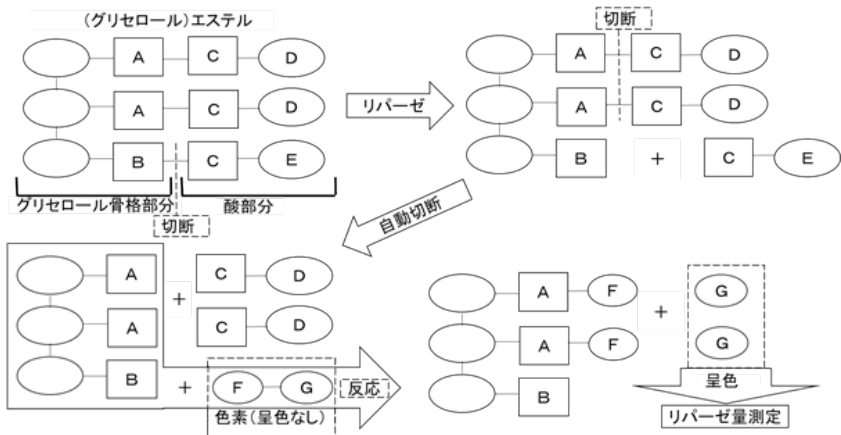 (グリセロール)エステル
A C D
A C D
B C E
グリセロール骨格部分 酸部分
切断
リパーゼ
切断
A C D
A C D
B + C E
自動切断
A + C D
A C D
B + F G 反応
色素(呈色なし)
A F + G
A F G
B 呈色
リパーゼ量測定